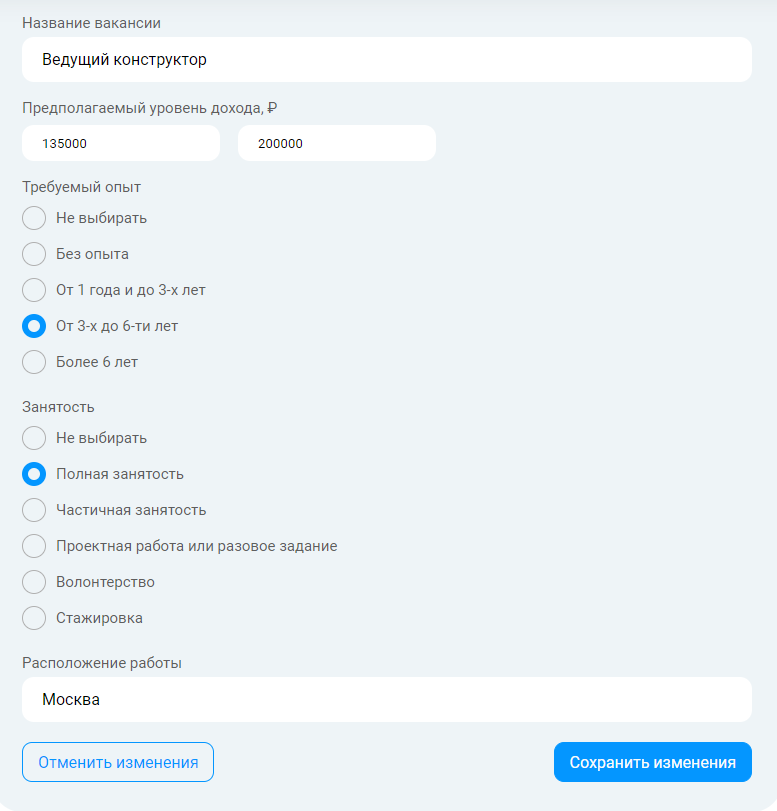 Название вакансии
Ведущий конструктор
Предполагаемый уровень дохода, ₽
135000 200000
Требуемый опыт
Не выбирать
Без опыта
От 1 года и до 3-х лет
От 3-х до 6-ти лет
Более 6 лет
Занятость
Не выбирать
Полная занятость
Частичная занятость
Проектная работа или разовое задание
Волонтерство
Стажировка
Расположение работы
Москва
Отменить изменения Сохранить изменения